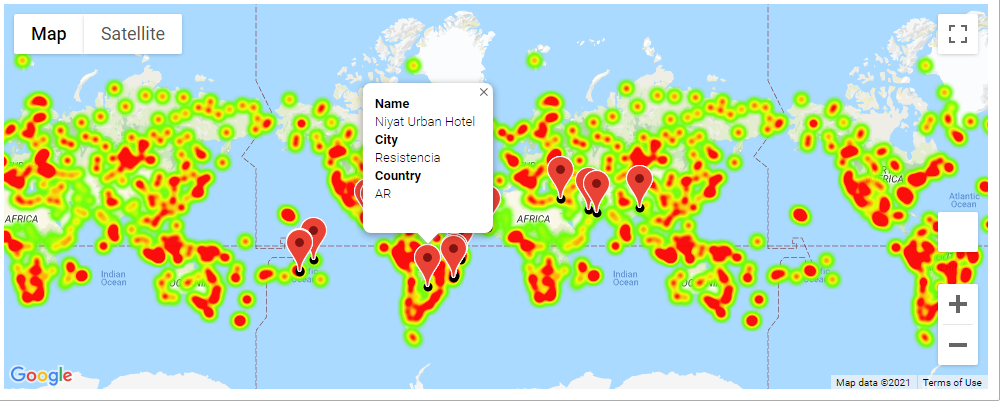 Map
Satellite
Name
Niyat Urban Hotel
City
Resistencia
Country
AR
AFRICA
Indian
Ocean
AFRICA
Indian
Ocean
Atlantic
Ocean
Google
Map data ©2021
Terms of Use